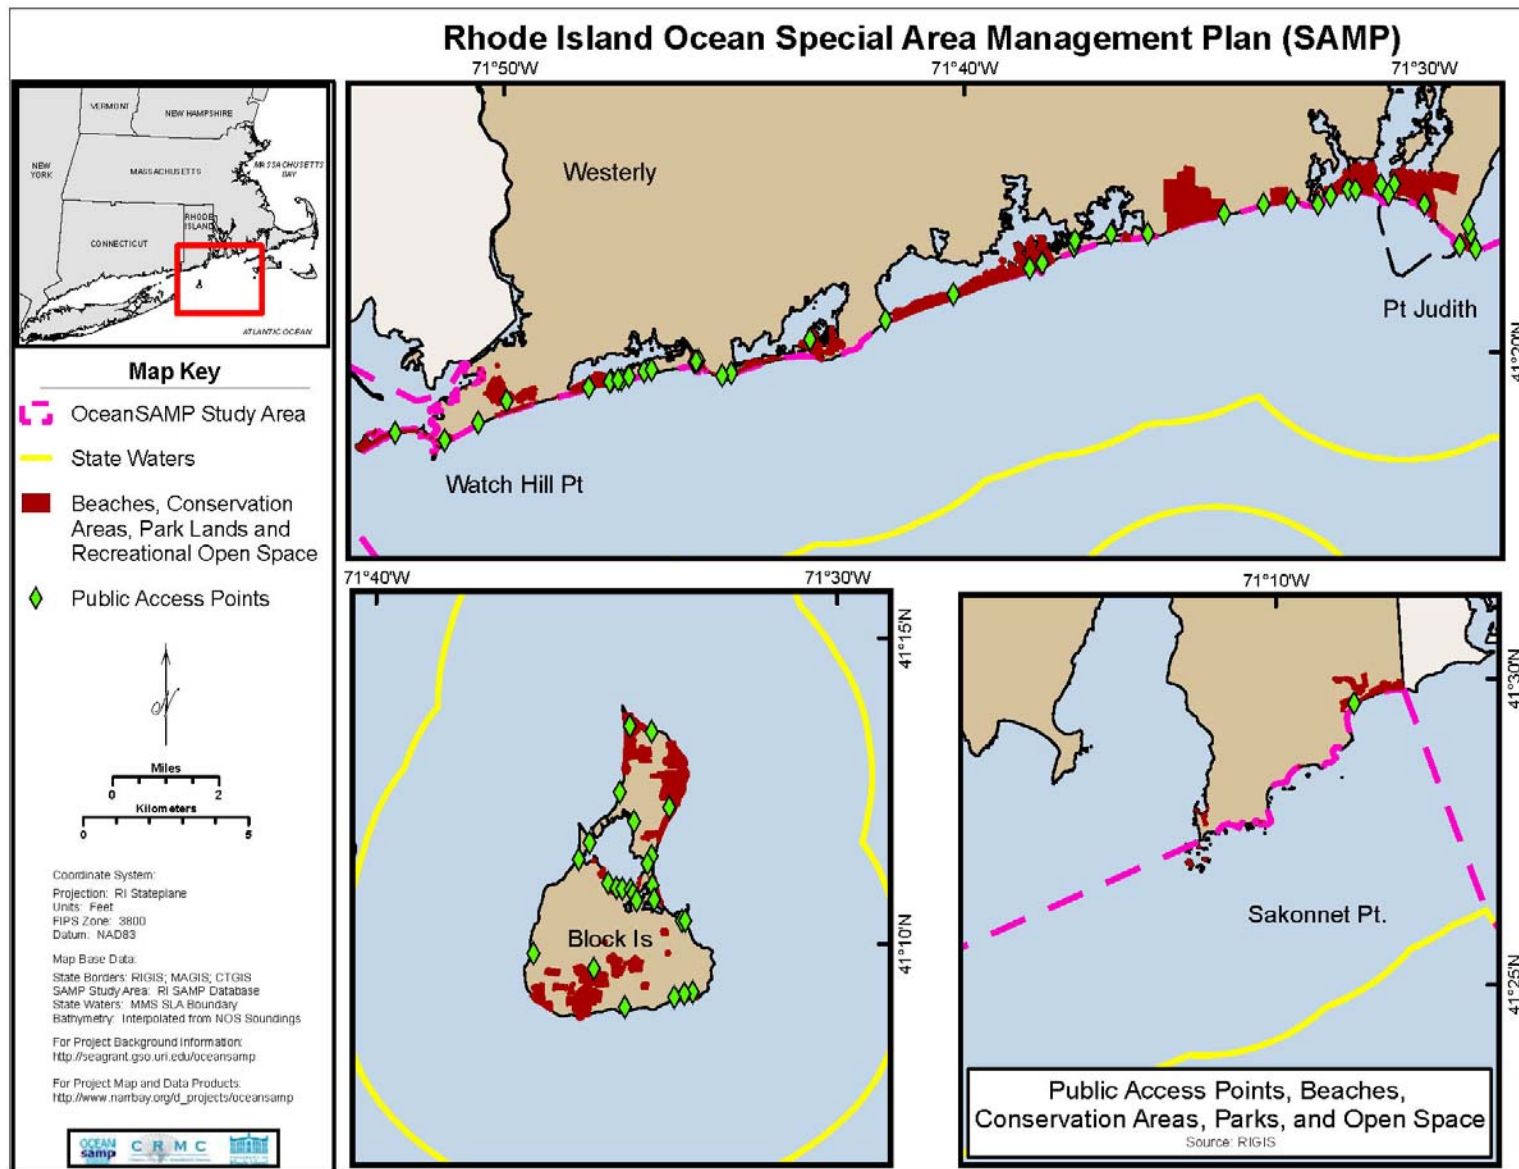 Rhode Island Ocean Special Area Management Plan (SAMP)
71°50'W
71°40'W
71°30'W
VERMONT
NEW HAMPSHIRE
NEW
YORK
MASSACHUSETTS
MASSACHUSETTS
BAY
RHODE
ISLAND
CONNECTICUT
ATLANTIC OCEAN
Westerly
Pt Judith
Watch Hill Pt
41°20'N
Map Key
OceanSAMP Study Area
State Waters
Beaches, Conservation
Areas, Park Lands and
Recreational Open Space
Public Access Points
N
Miles
0 2
Kilometers
0 5
Coordinate System:
Projection: RI Stateplane
Units: Feet
FIPS Zone: 3800
Datum: NAD83
Map Base Data:
State Borders: RIGIS; MAGIS; CTGIS
SAMP Study Area: RI SAMP Database
State Waters: MMS SLA Boundary
Bathymetry: Interpolated from NOS Soundings
For Project Background Information:
http://seagrant.gso.uri.edu/oceansamp
For Project Map and Data Products:
http://www.narrbay.org/d_projects/oceansamp
OCEAN
samp
CRMC
71°40'W
71°30'W
41°15'N
41°10'N
Block Is
71°10'W
41°30'N
41°25'N
Sakonnet Pt.
Public Access Points, Beaches,
Conservation Areas, Parks, and Open Space
Source: RIGIS